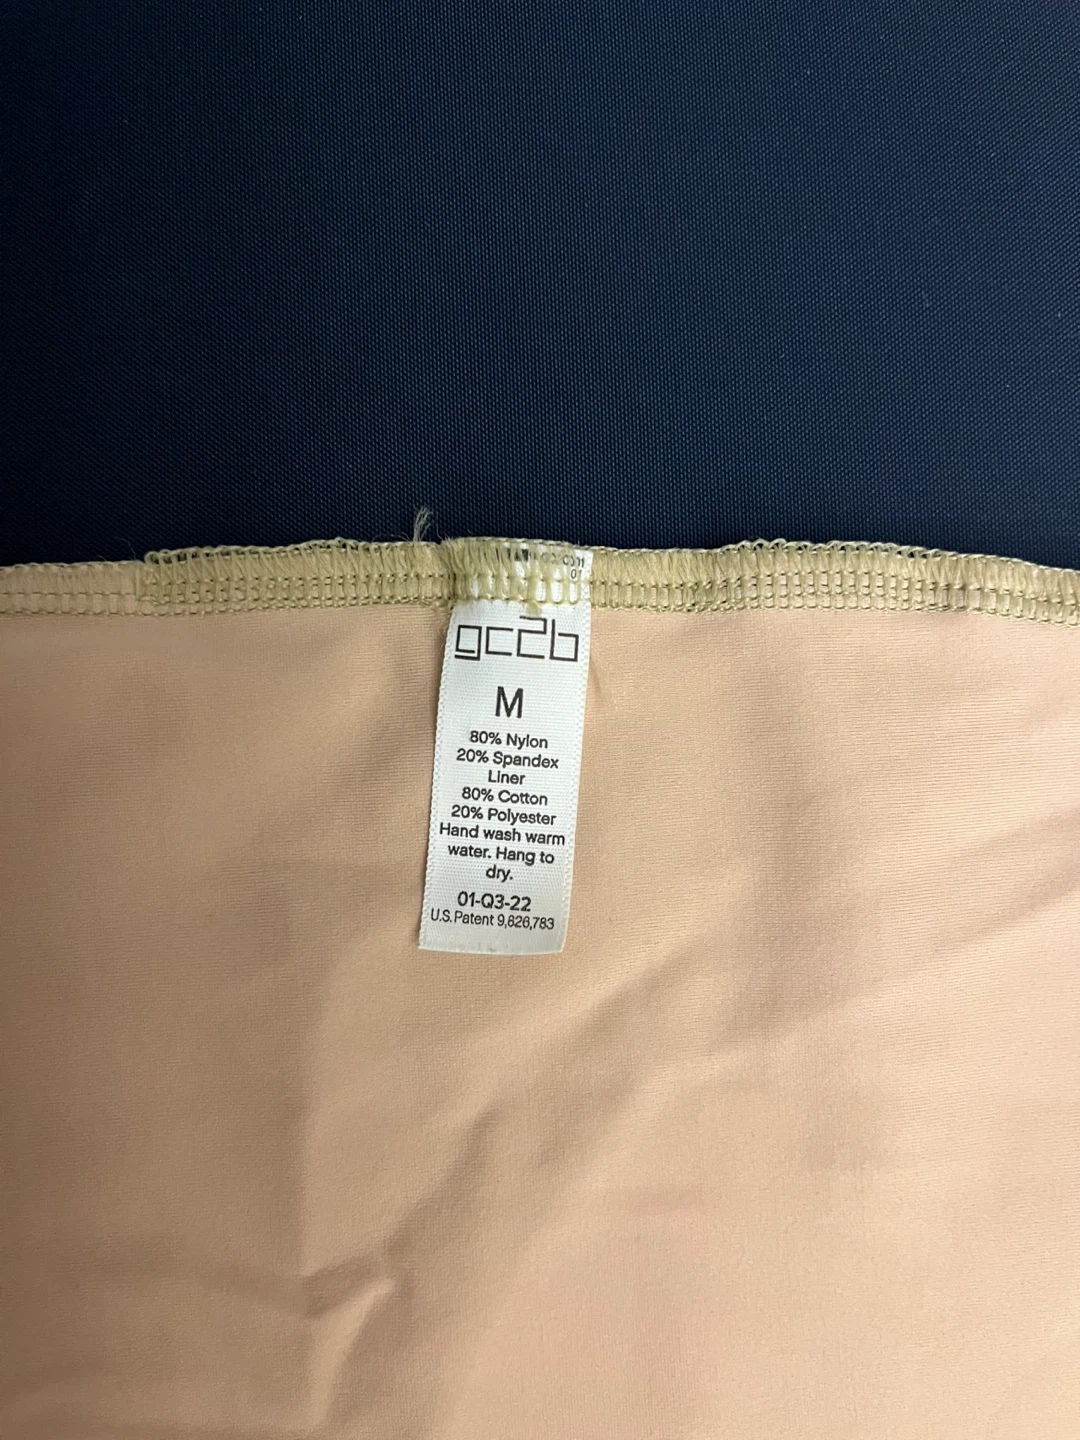 01
gc2b
M
80% Nylon
20% Spandex
Liner
80% Cotton
20% Polyester
Hand wash warm
water. Hang to
dry.
01-Q3-22
U.S. Patent 9,826,783